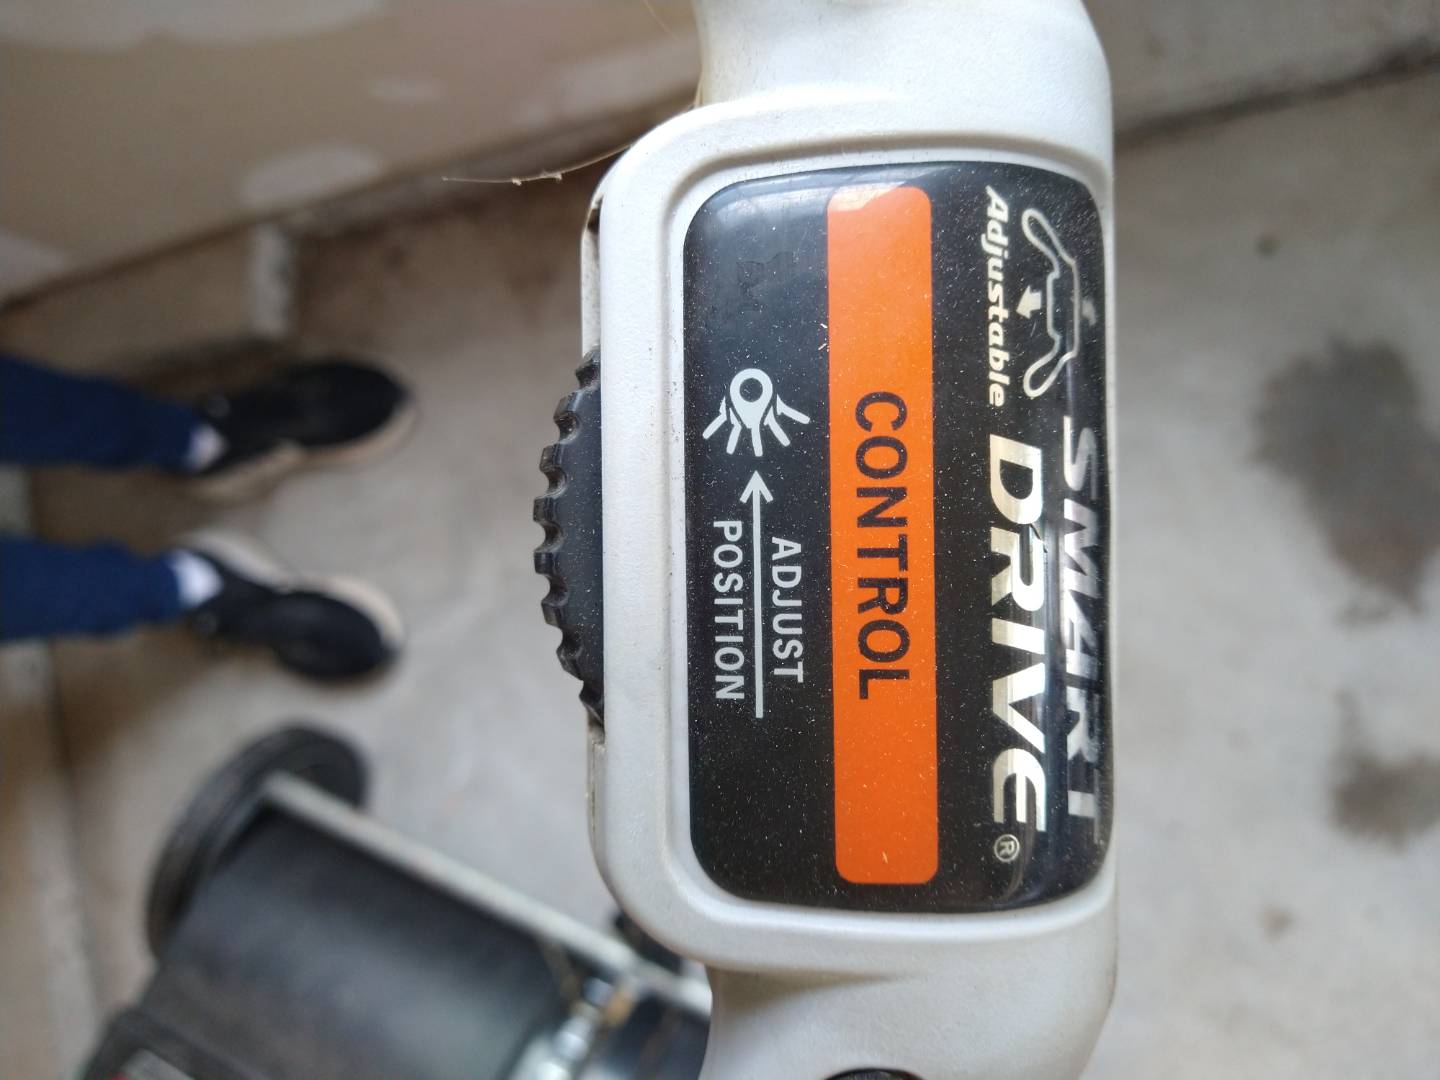 SMART
Adjustable DRIVE®
CONTROL
ADJUST
POSITION